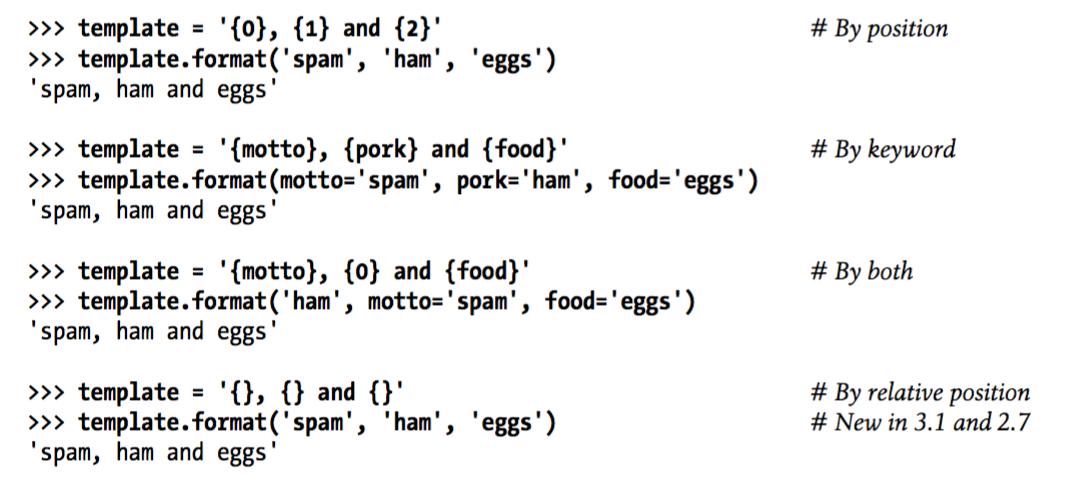 >>> template = '{0}, {1} and {2}' # By position
>>> template.format('spam', 'ham', 'eggs')
'spam, ham and eggs'
>>> template = '{motto}, {pork} and {food}' # By keyword
>>> template.format(motto='spam', pork='ham', food='eggs')
'spam, ham and eggs'
>>> template = '{motto}, {0} and {food}' # By both
>>> template.format('ham', motto='spam', food='eggs')
'spam, ham and eggs'
>>> template = '{}, {} and {}' # By relative position
>>> template.format('spam', 'ham', 'eggs') # New in 3.1 and 2.7
'spam, ham and eggs'